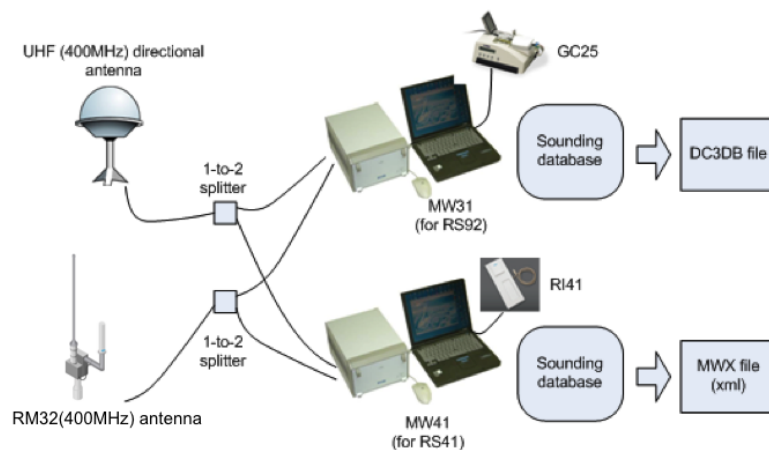 UHF (400MHz) directional
antenna
GC25
1-to-2
splitter
Sounding
database
DC3DB file
MW31
(for RS92)
RI41
1-to-2
splitter
Sounding
database
MWX file
(xml)
RM32(400MHz) antenna
MW41
(for RS41)